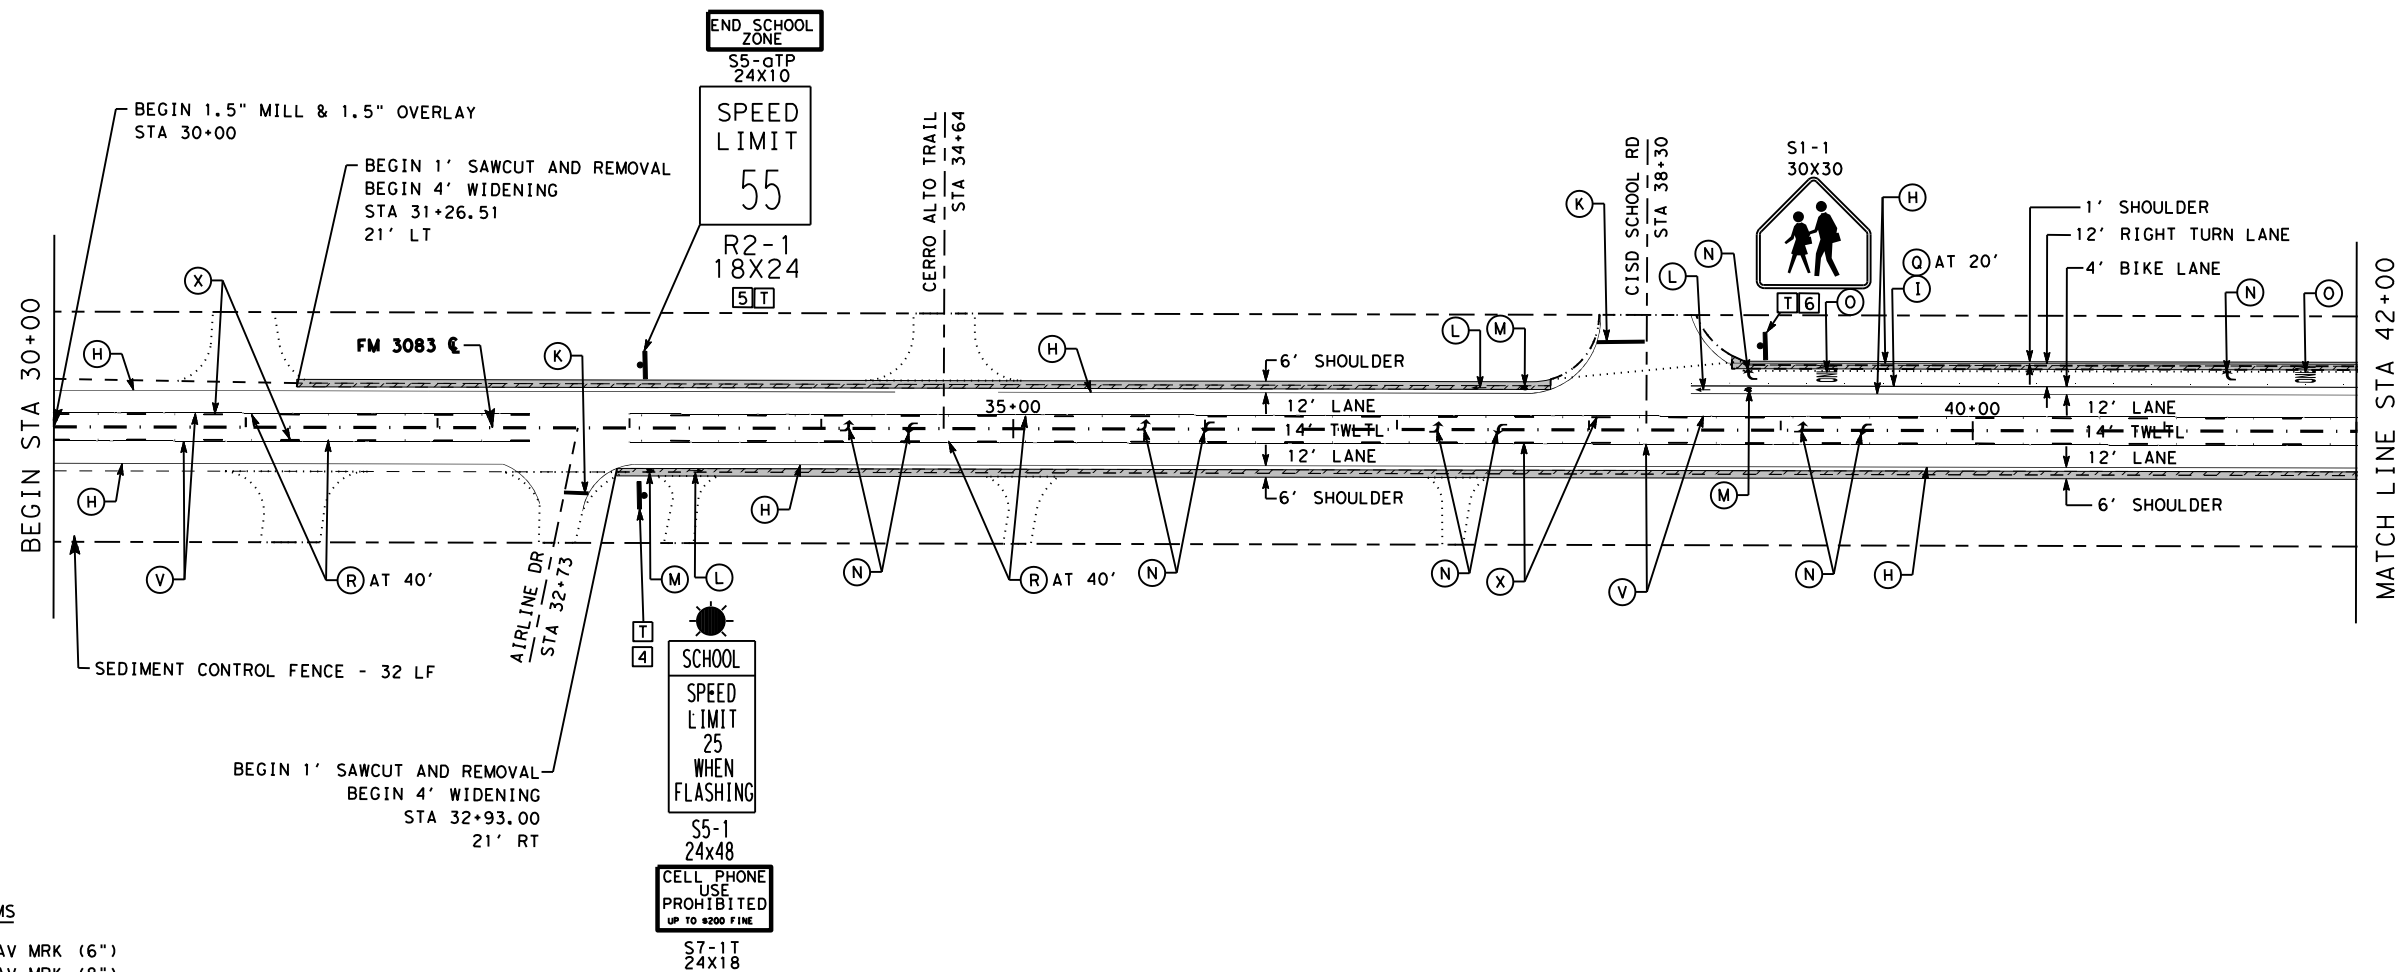 END SCHOOL
ZONE
S5-aTP
24X10
SPEED
LIMIT
55
R2-1
18X24
5 T
BEGIN 1.5" MILL & 1.5" OVERLAY
STA 30+00
BEGIN 1' SAWCUT AND REMOVAL
BEGIN 4' WIDENING
STA 31+26.51
21' LT
CERRO ALTO TRAIL
STA 34+64
CISD SCHOOL RD
STA 38+30
S1-1
30X30
T 6
K
L
N
H
Q AT 20'
I
O
1' SHOULDER
12' RIGHT TURN LANE
4' BIKE LANE
N
O
BEGIN STA 30+00
MATCH LINE STA 42+00
X
H
FM 3083 ℄
K
H
6' SHOULDER
L
M
35+00
12' LANE
14' TWLTL
12' LANE
6' SHOULDER
40+00
12' LANE
14' TWLTL
12' LANE
6' SHOULDER
H
V
R AT 40'
AIRLINE DR
STA 32+73
M
L
H
N
R AT 40'
N
N
X
V
M
N
H
T
4
SEDIMENT CONTROL FENCE - 32 LF
SCHOOL
SPEED
LIMIT
25
WHEN
FLASHING
S5-1
24x48
BEGIN 1' SAWCUT AND REMOVAL
BEGIN 4' WIDENING
STA 32+93.00
21' RT
CELL PHONE
USE
PROHIBITED
UP TO $200 FINE
S7-1T
24X18
MS
AV MRK (6")
AV MRK (8")